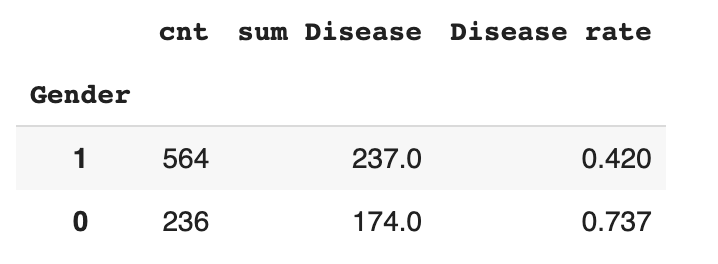 cnt sum Disease Disease rate
Gender
1 564 237.0 0.420
0 236 174.0 0.737